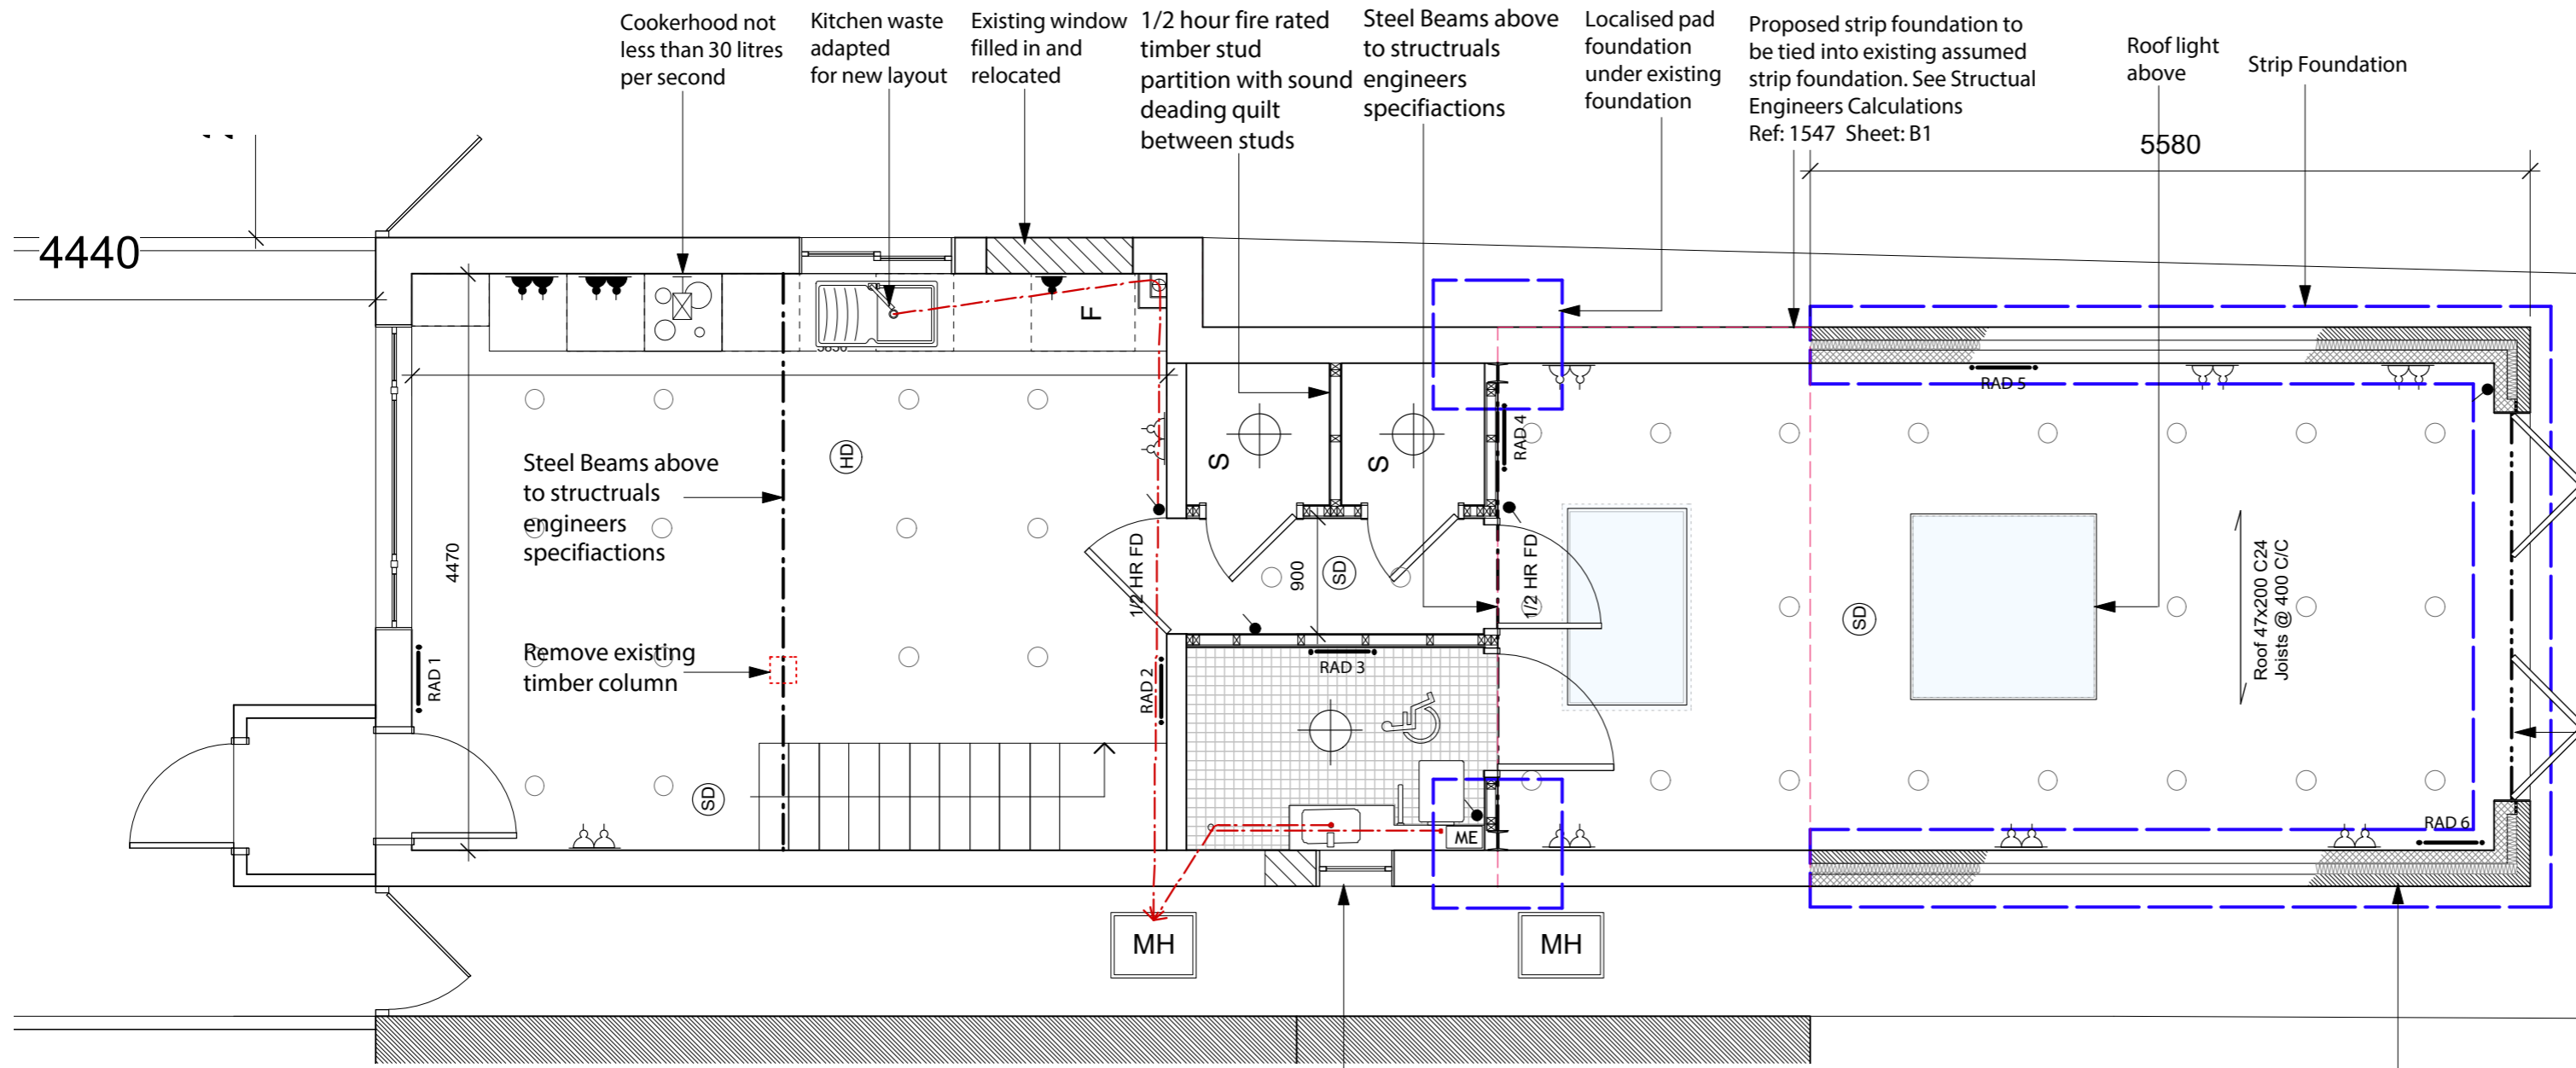 Cookerhood not
less than 30 litres
per second
Kitchen waste
adapted
for new layout
Existing window
filled in and
relocated
1/2 hour fire rated
timber stud
partition with sound
deading quilt
between studs
Steel Beams above
to structruals
engineers
specifiactions
Localised pad
foundation
under existing
foundation
Proposed strip foundation to
be tied into existing assumed
strip foundation. See Structual
Engineers Calculations
Ref: 1547 Sheet: B1
Roof light
above
Strip Foundation
5580
4440
F
RAD 5
RAD 4
S
S
HD
Steel Beams above
to structruals
engineers
specifiactions
4470
1/2 HR FD
900
SD
1/2 HR FD
SD
Roof 47x200 C24
Joists @ 400 C/C
Remove existing
timber column
RAD 1
RAD 2
RAD 3
SD
ME
RAD 6
MH
MH